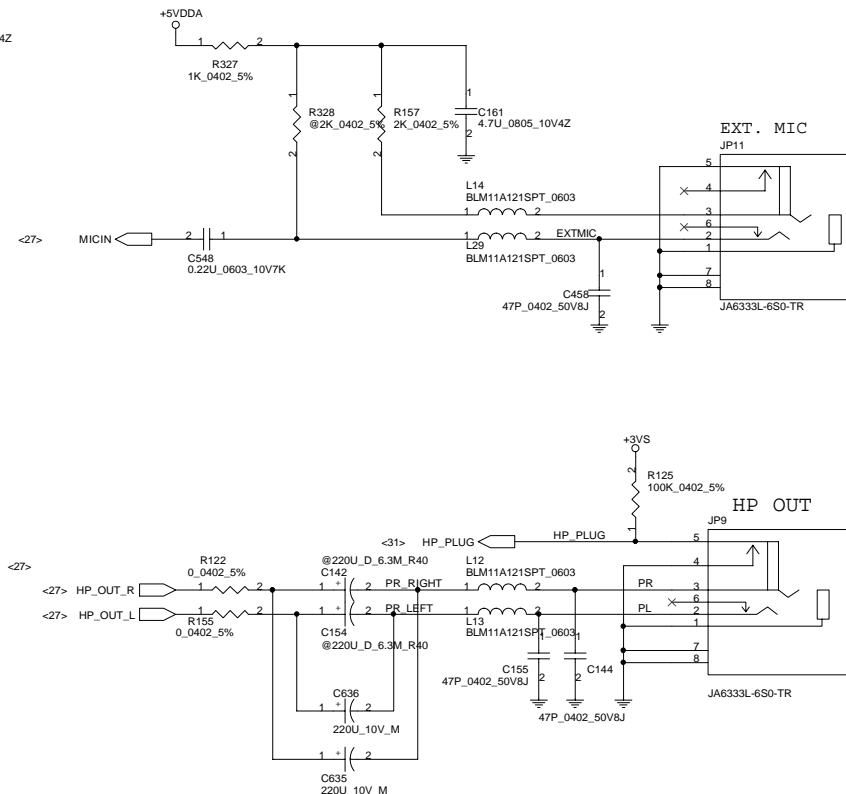 +5VDDA
4Z
1 2
R327
1K_0402_5%
1
R328
@2K_0402_5%
2
1
R157
2K_0402_5%
2
1
C161
4.7U_0805_10V4Z
2
EXT. MIC
JP11
5
4
3
6
2
1
7
8
JA6333L-6S0-TR
L14
BLM11A121SPT_0603
1 2
<27> MICIN
2 1
C548
0.22U_0603_10V7K
1 2 EXTMIC
L29
BLM11A121SPT_0603
1
C458
47P_0402_50V8J
2
+3VS
2
R125
100K_0402_5%
1
HP OUT
JP9
5
4
3
6
2
1
7
8
JA6333L-6S0-TR
<31> HP_PLUG HP_PLUG
<27>
R122
0_0402_5%
@220U_D_6.3M_R40
C142
L12
BLM11A121SPT_0603
<27> HP_OUT_R 1 2 1 + 2 PR_RIGHT 1 2 PR
<27> HP_OUT_L 1 2 1 + 2 PR_LEFT 1 2 PL
R155
0_0402_5%
C154
@220U_D_6.3M_R40
L13
BLM11A121SPT_0603
1
C155
47P_0402_50V8J
2
1
C144
2
47P_0402_50V8J
C636
1 + 2
220U_10V_M
1 + 2
C635
220U_10V_M